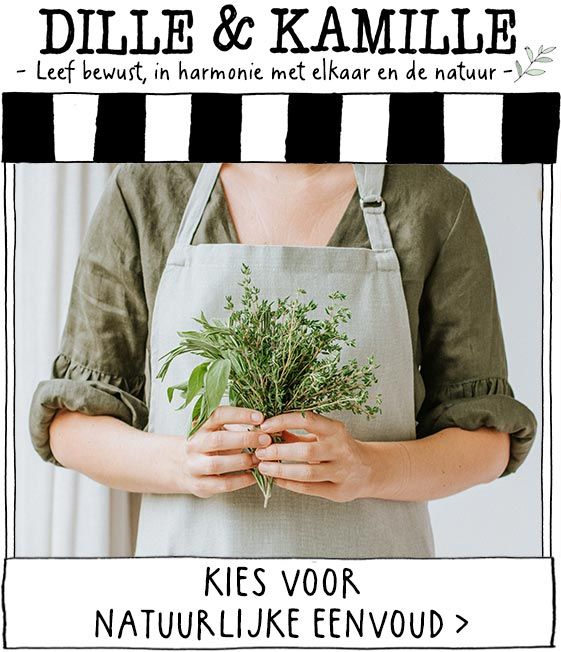 DILLE & KAMILLE
- Leef bewust, in harmonie met elkaar en de natuur -
KIES VOOR
NATUURLIJKE EENVOUD >